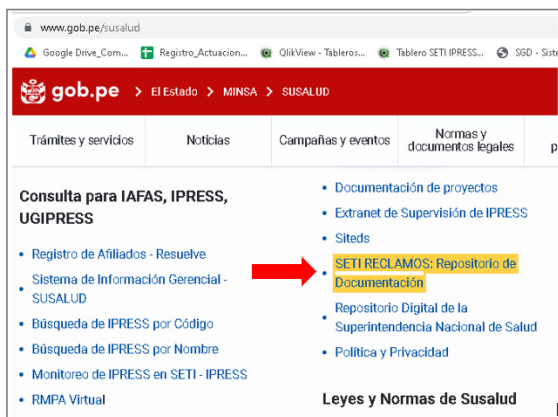 www.gob.pe/susalud
Google Drive_Com... Registro_Actuacion... QlikView - Tableros... Tablero SETI IPRESS... SGD - Siste
gob.pe > El Estado > MINSA > SUSALUD
Trámites y servicios Noticias Campañas y eventos Normas y
documentos legales p
Consulta para IAFAS, IPRESS,
UGIPRESS
• Registro de Afiliados - Resuelve
• Sistema de Información Gerencial -
SUSALUD
• Búsqueda de IPRESS por Código
• Búsqueda de IPRESS por Nombre
• Monitoreo de IPRESS en SETI - IPRESS
• RMPA Virtual
• Documentación de proyectos
• Extranet de Supervisión de IPRESS
• Siteds
• SETI RECLAMOS: Repositorio de
Documentación
• Repositorio Digital de la
Superintendencia Nacional de Salud
• Política y Privacidad
Leyes y Normas de Susalud